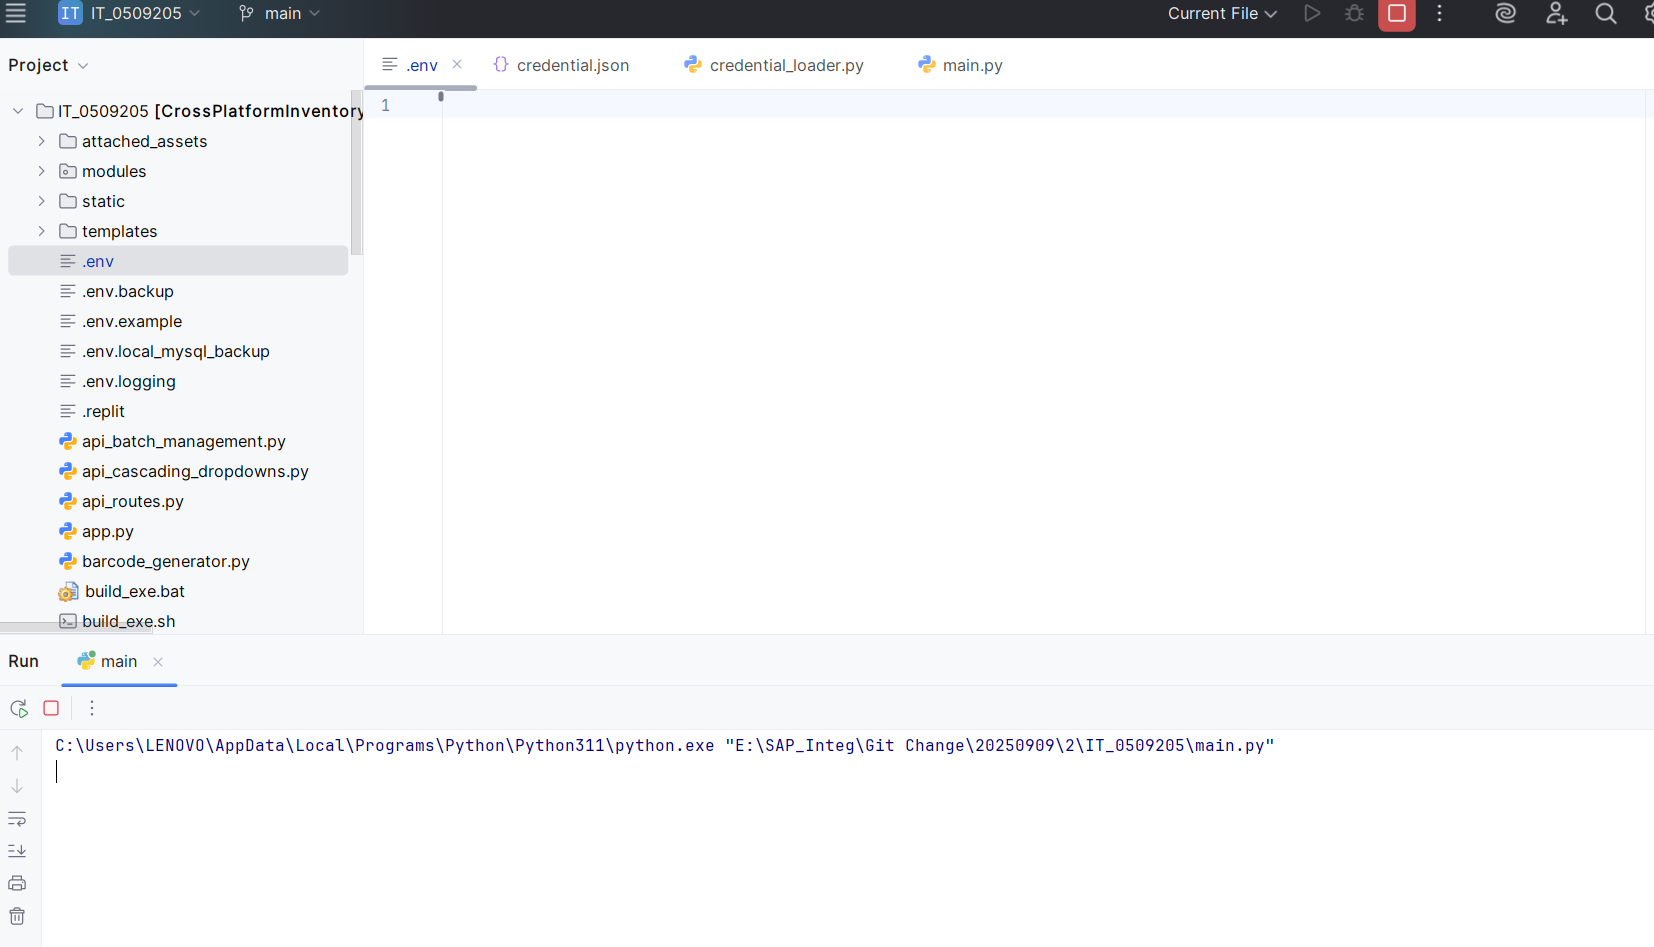 IT IT_0509205 main Current File
Project
.env credential.json credential_loader.py main.py
1
IT_0509205 [CrossPlatformInventory
attached_assets
modules
static
templates
.env
.env.backup
.env.example
.env.local_mysql_backup
.env.logging
.replit
api_batch_management.py
api_cascading_dropdowns.py
api_routes.py
app.py
barcode_generator.py
build_exe.bat
build_exe.sh
Run main
C:\Users\LENOVO\AppData\Local\Programs\Python\Python311\python.exe "E:\SAP_Integ\Git Change\20250909\2\IT_0509205\main.py"